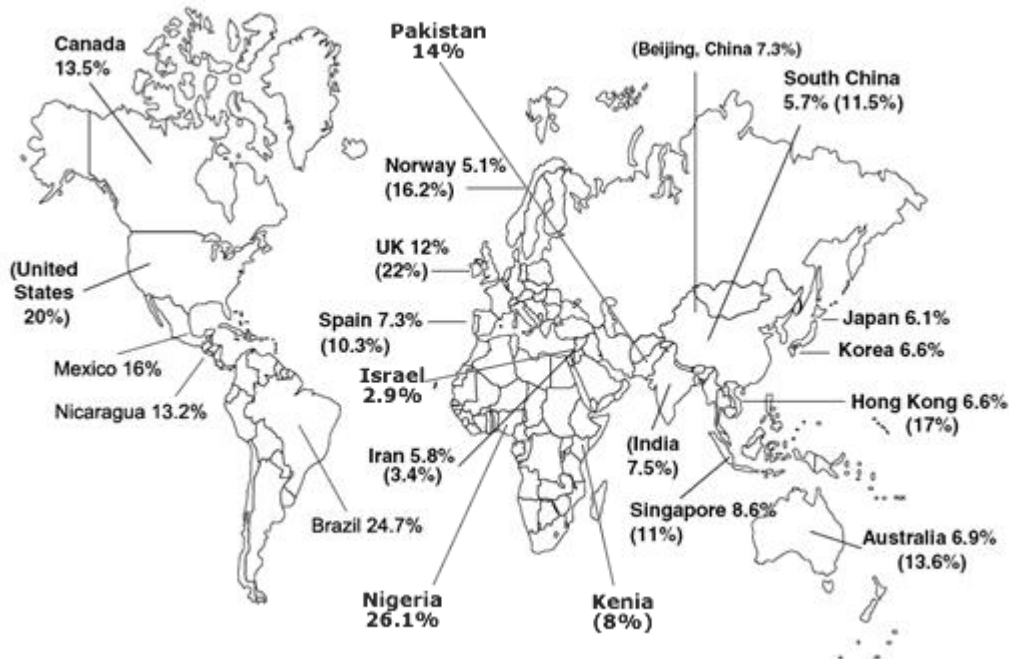 Canada
13.5%
Pakistan
14%
(Beijing, China 7.3%)
South China
5.7% (11.5%)
Norway 5.1%
(16.2%)
UK 12%
(22%)
(United
States
20%)
Spain 7.3%
(10.3%)
Japan 6.1%
Korea 6.6%
Mexico 16%
Israel
2.9%
Nicaragua 13.2%
Hong Kong 6.6%
(17%)
Iran 5.8%
(3.4%)
(India
7.5%)
Brazil 24.7%
Singapore 8.6%
(11%)
Australia 6.9%
(13.6%)
Nigeria
26.1%
Kenia
(8%)